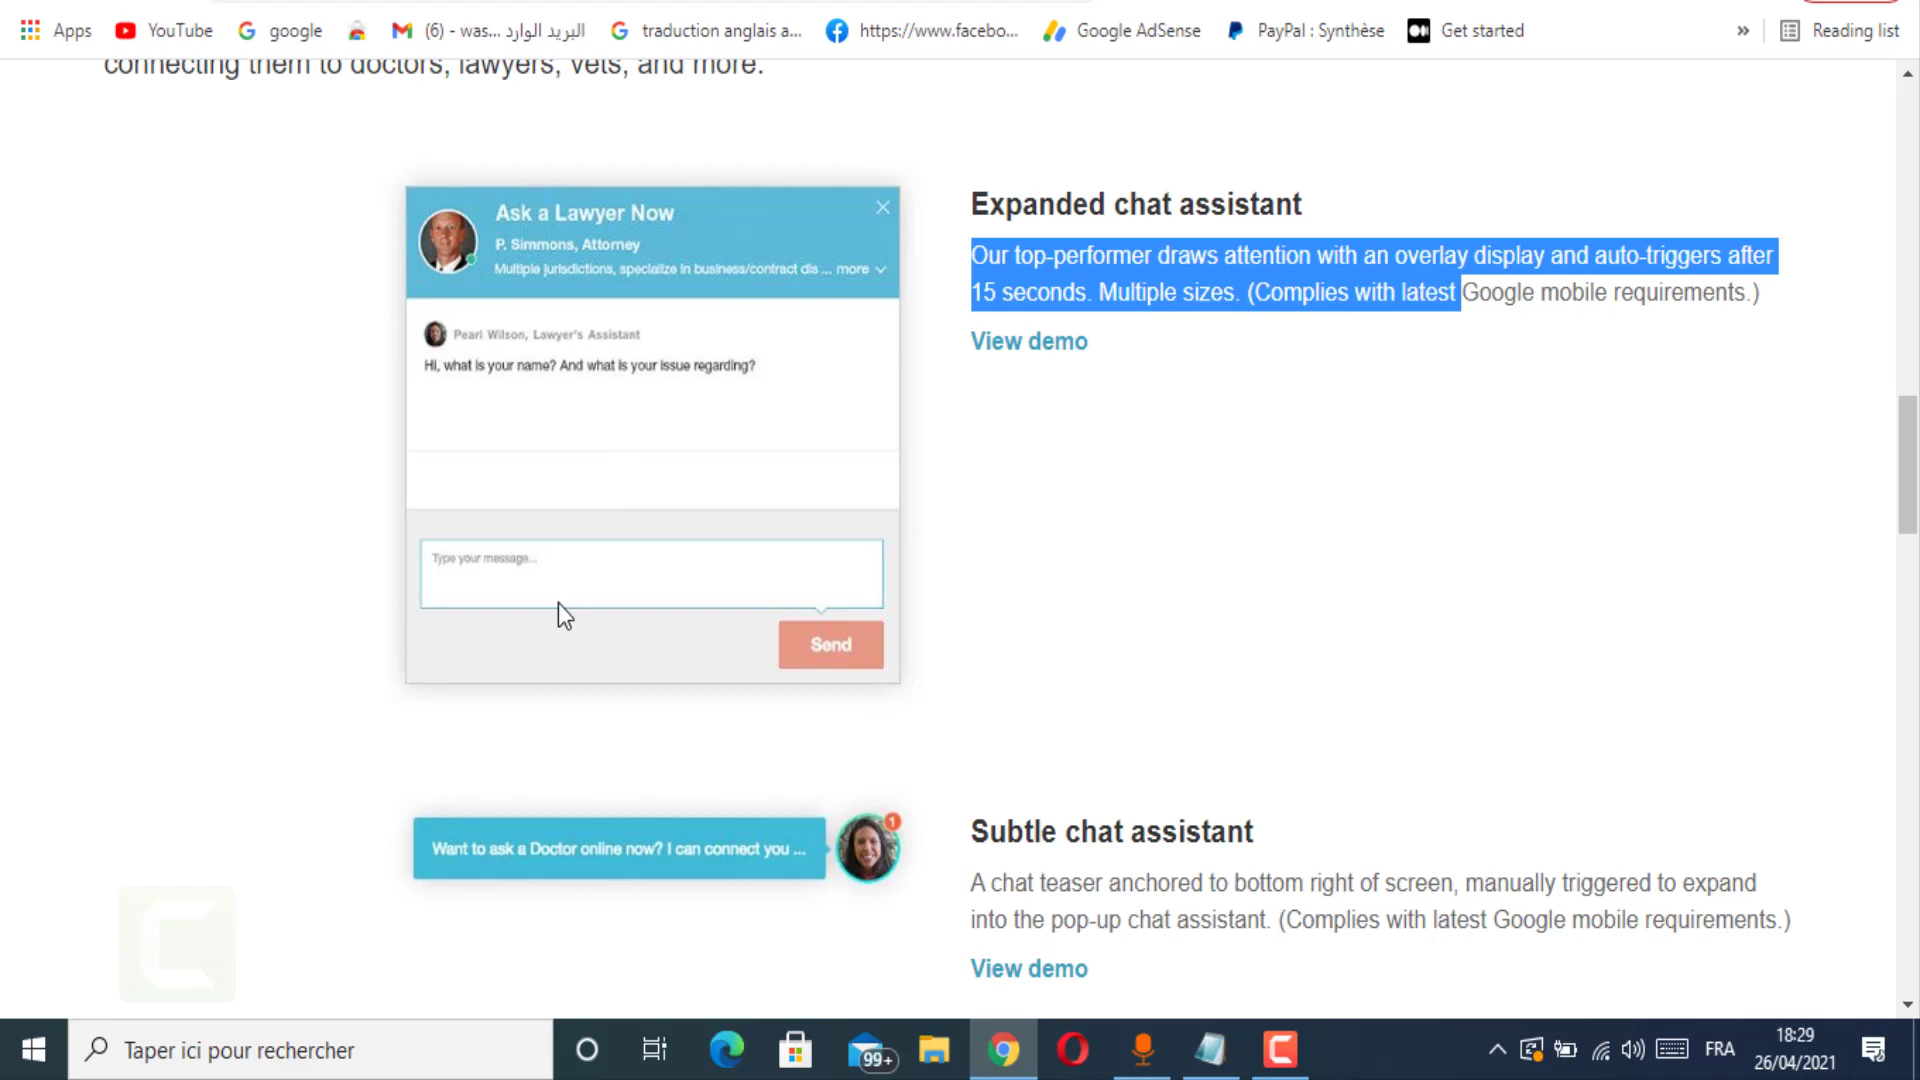 Apps YouTube google (6) - was... البريد الوارد traduction anglais a... https://www.facebo... Google AdSense PayPal : Synthèse Get started » Reading list
connecting them to doctors, lawyers, vets, and more.
Ask a Lawyer Now
P. Simmons, Attorney
Multiple jurisdictions, specialize in business/contract dis ... more
Pearl Wilson, Lawyer's Assistant
Hi, what is your name? And what is your issue regarding?
Type your message...
Send
Expanded chat assistant
Our top-performer draws attention with an overlay display and auto-triggers after
15 seconds. Multiple sizes. (Complies with latest Google mobile requirements.)
View demo
Want to ask a Doctor online now? I can connect you ...
1
Subtle chat assistant
A chat teaser anchored to bottom right of screen, manually triggered to expand
into the pop-up chat assistant. (Complies with latest Google mobile requirements.)
View demo
Taper ici pour rechercher
99+
FRA
18:29
26/04/2021